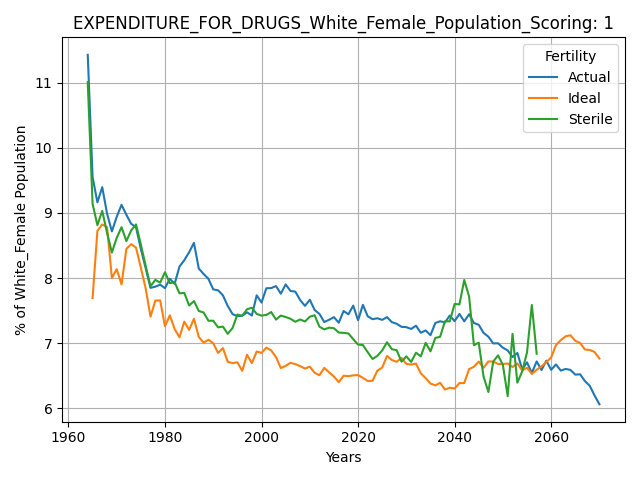 EXPENDITURE_FOR_DRUGS_White_Female_Population_Scoring: 1
Fertility
Actual
Ideal
Sterile
% of White_Female Population
11
10
9
8
7
6
1960 1980 2000 2020 2040 2060
Years